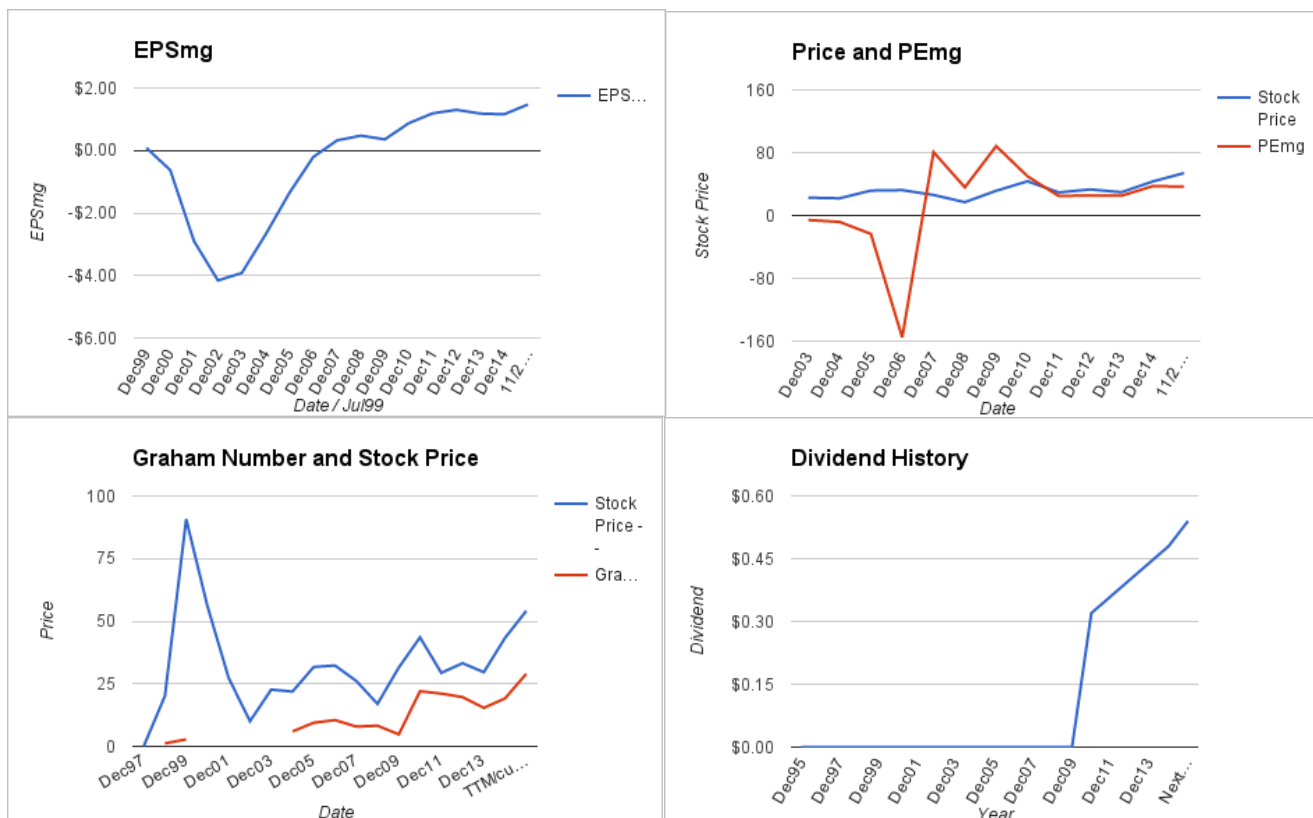 EPSmg
$2.00
$0.00
-$2.00
-$4.00
-$6.00
EPSmg
EPS...
Dec99
Dec00
Dec01
Dec02
Dec03
Dec04
Dec05
Dec06
Dec07
Dec08
Dec09
Dec10
Dec11
Dec12
Dec13
Dec14
11/2...
Date / Jul99
Price and PEmg
160
80
0
-80
-160
Stock Price
Stock
Price
PEmg
Dec03
Dec04
Dec05
Dec06
Dec07
Dec08
Dec09
Dec10
Dec11
Dec12
Dec13
Dec14
11/2...
Date
Graham Number and Stock Price
100
75
50
25
0
Price
Stock
Price -
-
Gra...
Dec97
Dec99
Dec01
Dec03
Dec05
Dec07
Dec09
Dec11
Dec13
TTM/cu...
Date
Dividend History
$0.60
$0.45
$0.30
$0.15
$0.00
Dividend
Dec95
Dec97
Dec99
Dec01
Dec03
Dec05
Dec07
Dec09
Dec11
Dec13
Next...
Year